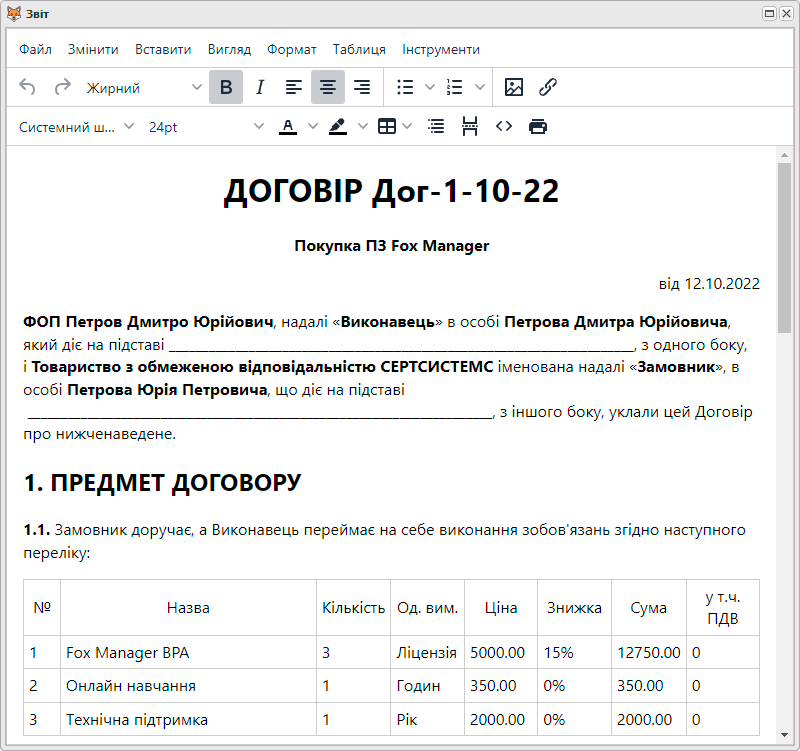 Звіт
Файл Змінити Вставити Вигляд Формат Таблиця Інструменти
Жирний B I
Системний ш... 24pt A
ДОГОВІР Дог-1-10-22
Покупка ПЗ Fox Manager
від 12.10.2022
ФОП Петров Дмитро Юрійович, надалі «Виконавець» в особі Петрова Дмитра Юрійовича,
який діє на підставі ______________________________________________________________, з одного боку,
і Товариство з обмеженою відповідальністю СЕРТСИСТЕМС іменована надалі «Замовник», в
особі Петрова Юрія Петровича, що діє на підставі
______________________________________________________________, з іншого боку, уклали цей Договір
про нижченаведене.
1. ПРЕДМЕТ ДОГОВОРУ
1.1. Замовник доручає, а Виконавець переймає на себе виконання зобов'язань згідно наступного
переліку:
№ Назва Кількість Од. вим. Ціна Знижка Сума у т.ч. ПДВ
1 Fox Manager BPA 3 Ліцензія 5000.00 15% 12750.00 0
2 Онлайн навчання 1 Годин 350.00 0% 350.00 0
3 Технічна підтримка 1 Рік 2000.00 0% 2000.00 0